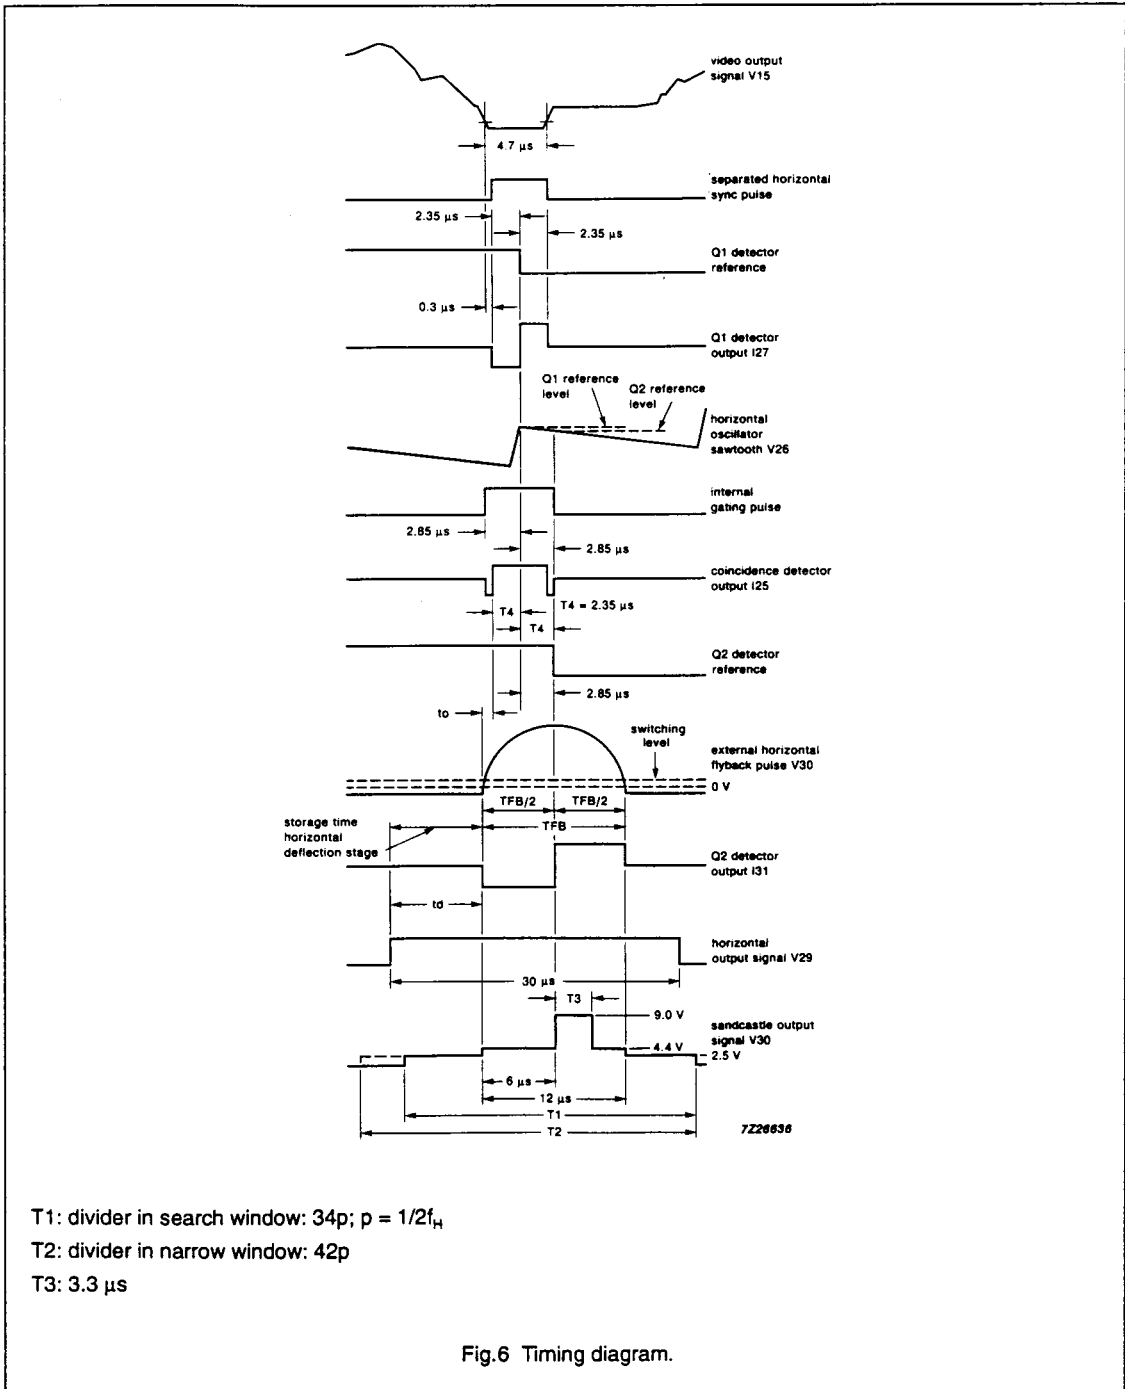 video output
signal V15
4.7 µs
separated horizontal
sync pulse
2.35 µs
2.35 µs
Q1 detector
reference
0.3 µs
Q1 detector
output I27
Q1 reference
level
Q2 reference
level
horizontal
oscillator
sawtooth V26
internal
gating pulse
2.85 µs
2.85 µs
coincidence detector
output I25
T4
T4 = 2.35 µs
T4
Q2 detector
reference
2.85 µs
to
switching
level
external horizontal
flyback pulse V30
0 V
TFB/2
TFB/2
storage time
horizontal
deflection stage
TFB
Q2 detector
output I31
td
horizontal
output signal V29
30 µs
T3
9.0 V
sandcastle output
signal V30
4.4 V
2.5 V
6 µs
12 µs
T1
T2
7Z26636
T1: divider in search window: 34p; p = 1/2fH
T2: divider in narrow window: 42p
T3: 3.3 µs
Fig.6 Timing diagram.